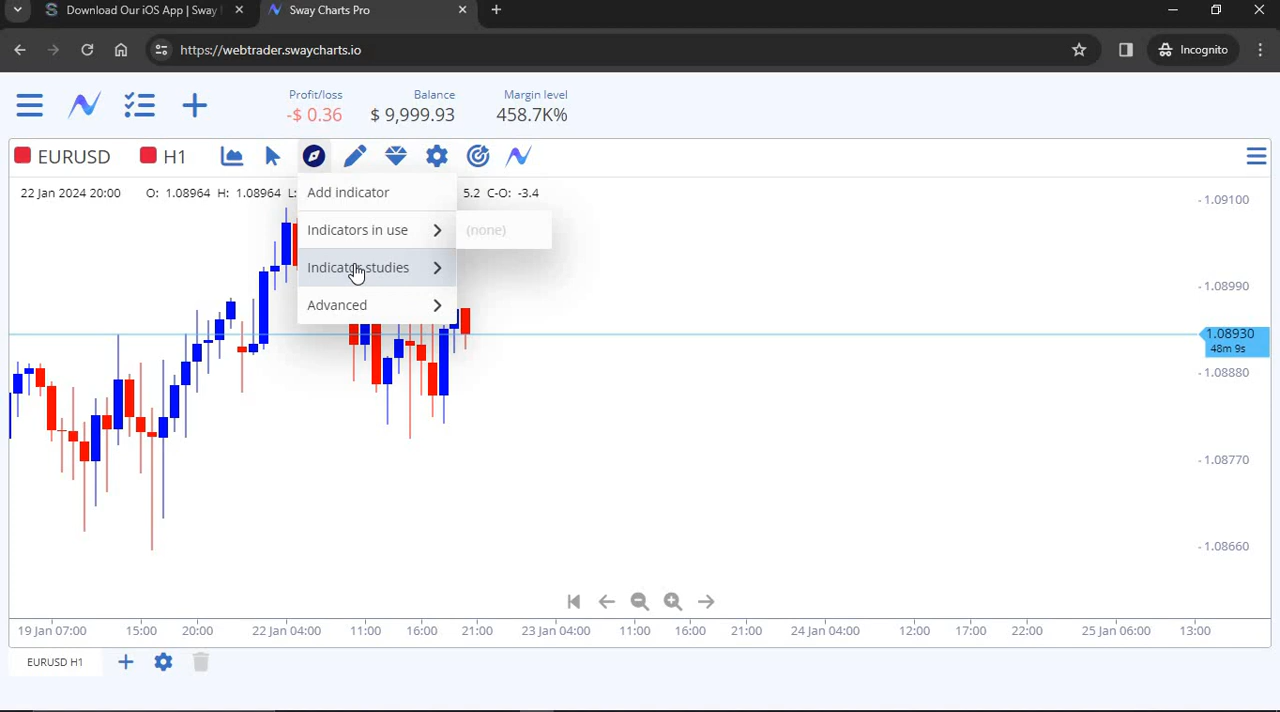 Download Our iOS App | Sway
Sway Charts Pro
https://webtrader.swaycharts.io
Incognito
Profit/loss
Balance
Margin level
-$ 0.36
$ 9,999.93
458.7K%
EURUSD
H1
22 Jan 2024 20:00
O: 1.08964 H: 1.08964 L:
5.2 C-O: -3.4
Add indicator
Indicators in use
(none)
Indicator studies
Advanced
1.09100
1.08990
1.08930
48m 9s
1.08880
1.08770
1.08660
19 Jan 07:00
15:00
20:00
22 Jan 04:00
11:00
16:00
21:00
23 Jan 04:00
11:00
16:00
21:00
24 Jan 04:00
12:00
17:00
22:00
25 Jan 06:00
13:00
EURUSD H1